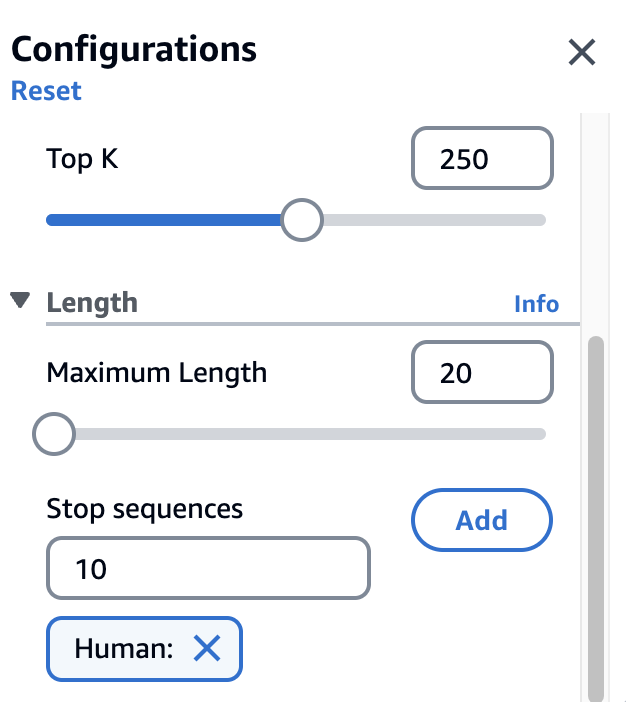 Configurations
Reset
Top K
250
Length
Info
Maximum Length
20
Stop sequences
Add
10
Human: